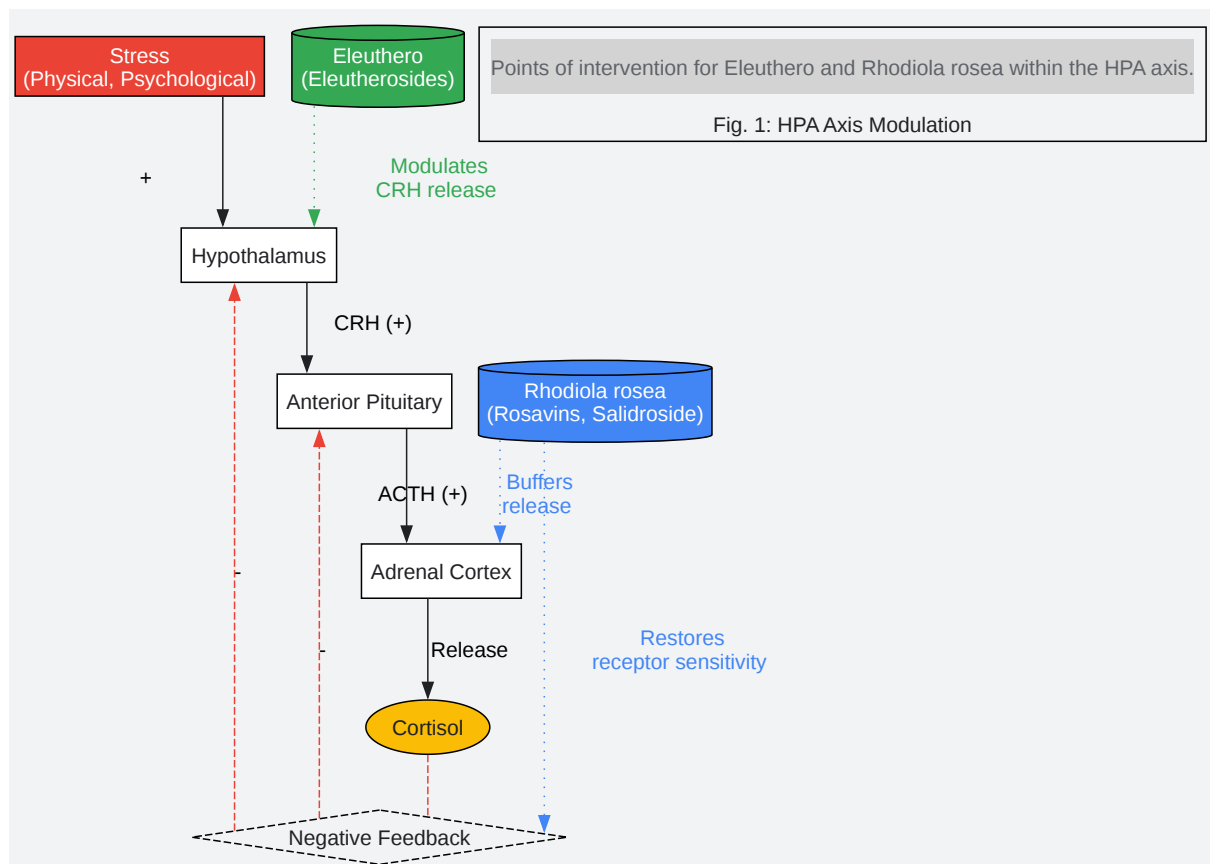 Stress
(Physical, Psychological)
Eleuthero
(Eleutherosides)
Points of intervention for Eleuthero and Rhodiola rosea within the HPA axis.
Fig. 1: HPA Axis Modulation
+
Modulates
CRH release
Hypothalamus
CRH (+)
Anterior Pituitary
Rhodiola rosea
(Rosavins, Salidroside)
ACTH (+)
Buffers
release
Adrenal Cortex
-
-
Release
Restores
receptor sensitivity
Cortisol
Negative Feedback